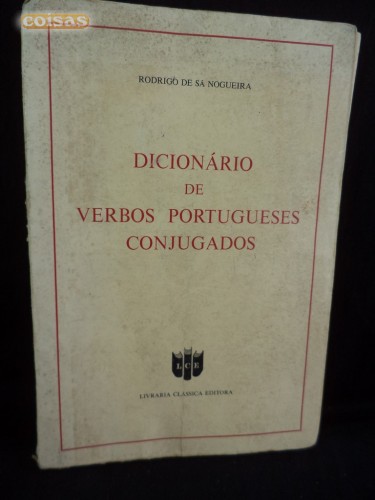 coisas
RODRIGO DE SÁ NOGUEIRA
DICIONÁRIO
DE
VERBOS PORTUGUESES
CONJUGADOS
L C E
LIVRARIA CLÁSSICA EDITORA